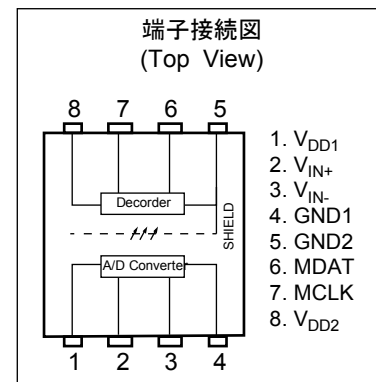 端子接続図
(Top View)
8 7 6 5
Decorder
SHIELD
A/D Converter
1 2 3 4
1. VDD1
2. VIN+
3. VIN-
4. GND1
5. GND2
6. MDAT
7. MCLK
8. VDD2